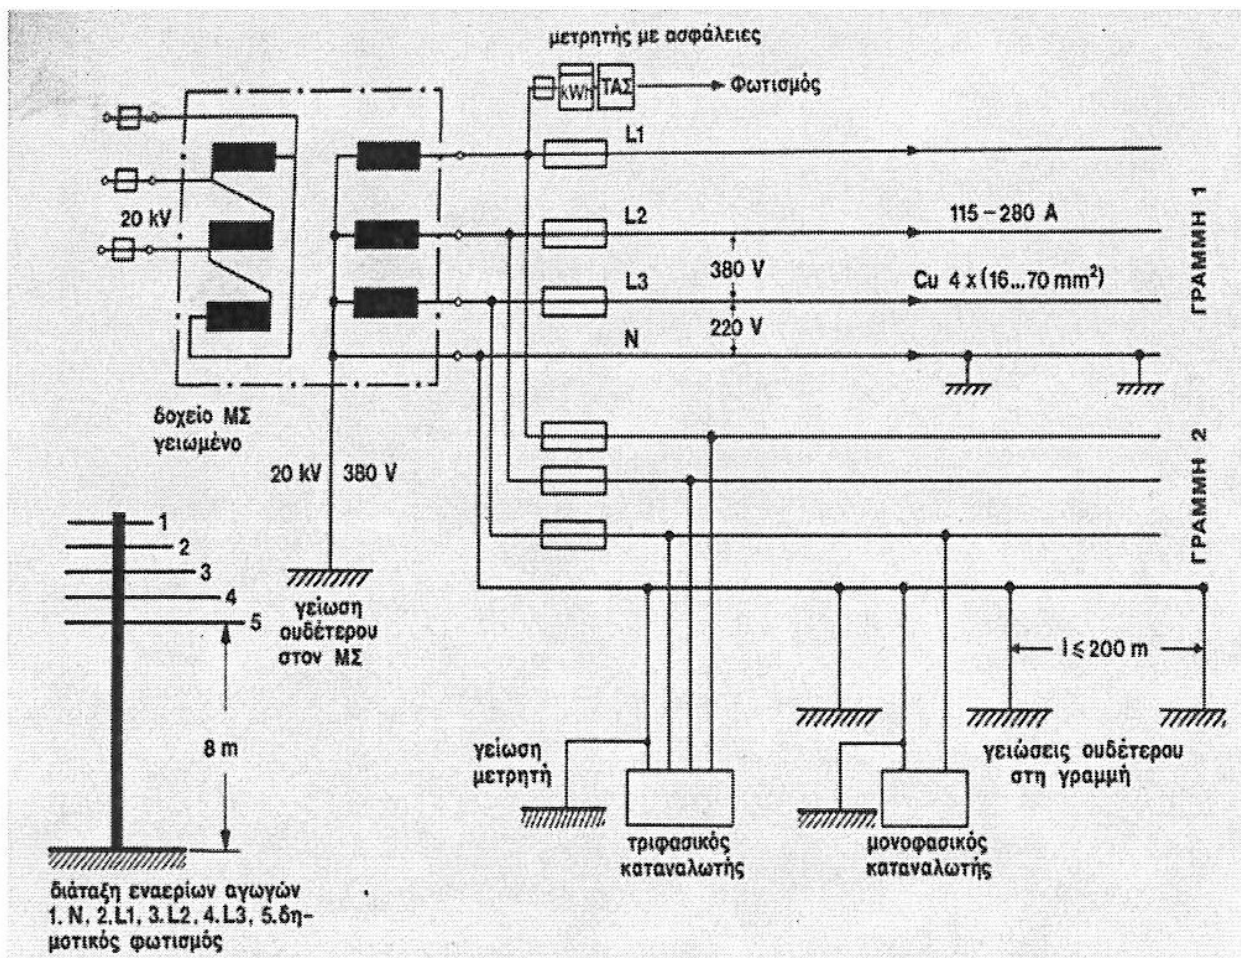 μετρητής με ασφάλειες
kWh
ΤΑΣ
Φωτισμός
L1
L2
115 – 280 A
380 V
L3
Cu 4 x (16...70 mm²)
220 V
N
ΓΡΑΜΜΗ 1
20 kV
δοχείο ΜΣ
γειωμένο
20 kV
380 V
ΓΡΑΜΜΗ 2
1
2
3
4
5
8 m
γείωση
ουδέτερου
στον ΜΣ
l ≤ 200 m
γείωση
μετρητή
γειώσεις ουδέτερου
στη γραμμή
τριφασικός
καταναλωτής
μονοφασικός
καταναλωτής
διάταξη εναερίων αγωγών
1. N, 2.L1, 3.L2, 4.L3, 5.δη-
μοτικός φωτισμός